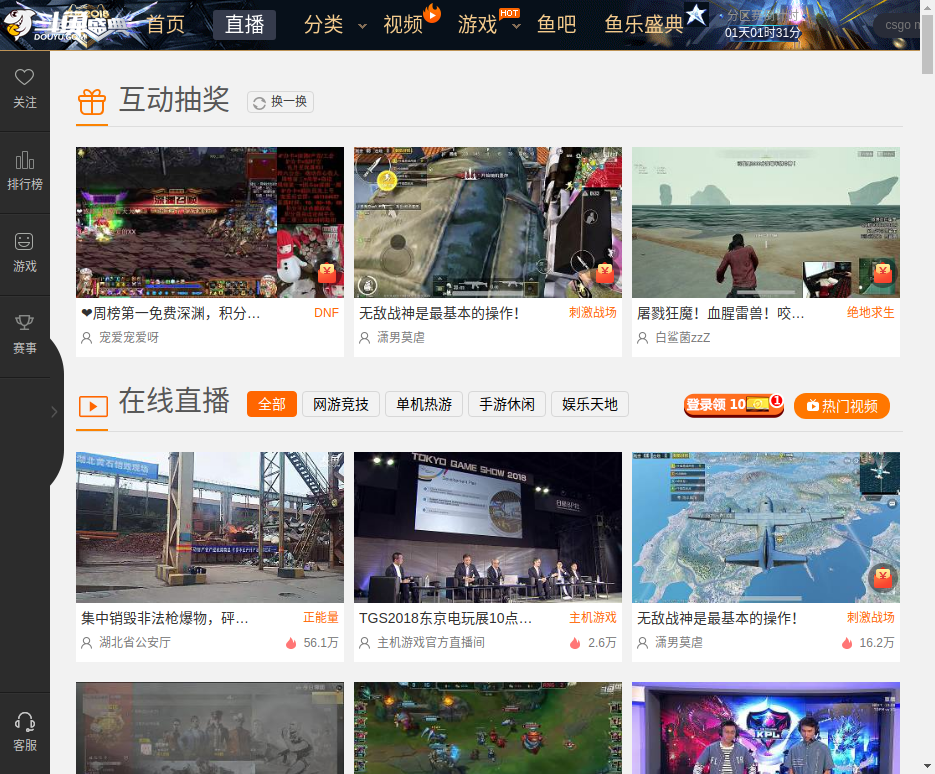 斗鱼
DOUYU.COM
首页
直播
分类
视频
游戏
HOT
鱼吧
鱼乐盛典
01天01时31分
csgo
关注
排行榜
游戏
赛事
客服
互动抽奖
换一换
❤周榜第一免费深渊，积分…
DNF
宠爱宠爱呀
无敌战神是最基本的操作！
刺激战场
潇男莫虐
屠戮狂魔！血腥雷兽！咬…
绝地求生
白鲨菌zzZ
在线直播
全部
网游竞技
单机热游
手游休闲
娱乐天地
登录领 10
1
热门视频
集中销毁非法枪爆物，砰…
正能量
湖北省公安厅
56.1万
TOKYO GAME SHOW 2018
TGS2018东京电玩展10点…
主机游戏
主机游戏官方直播间
2.6万
无敌战神是最基本的操作！
刺激战场
潇男莫虐
16.2万
KPL